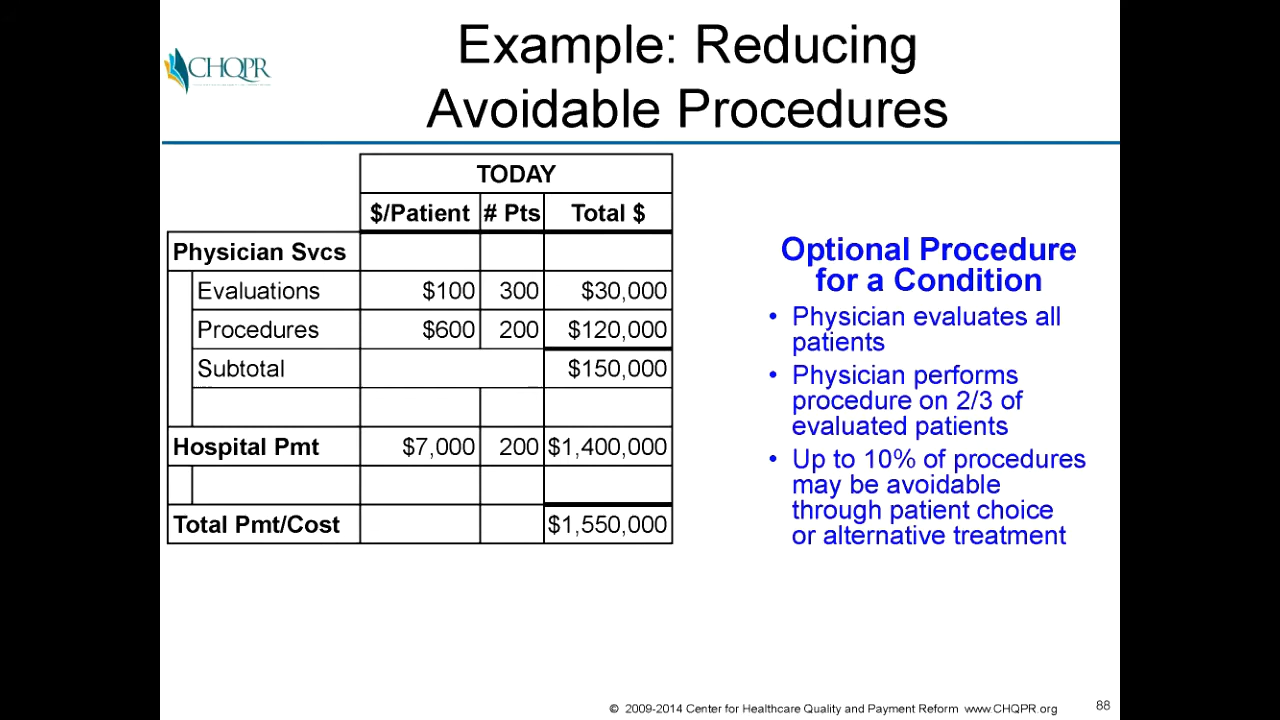 CHQPR
Example: Reducing
Avoidable Procedures
TODAY
$/Patient # Pts Total $
Physician Svcs
Evaluations $100 300 $30,000
Procedures $600 200 $120,000
Subtotal $150,000
Hospital Pmt $7,000 200 $1,400,000
Total Pmt/Cost $1,550,000
Optional Procedure
for a Condition
• Physician evaluates all
patients
• Physician performs
procedure on 2/3 of
evaluated patients
• Up to 10% of procedures
may be avoidable
through patient choice
or alternative treatment
© 2009-2014 Center for Healthcare Quality and Payment Reform www.CHQPR.org
88